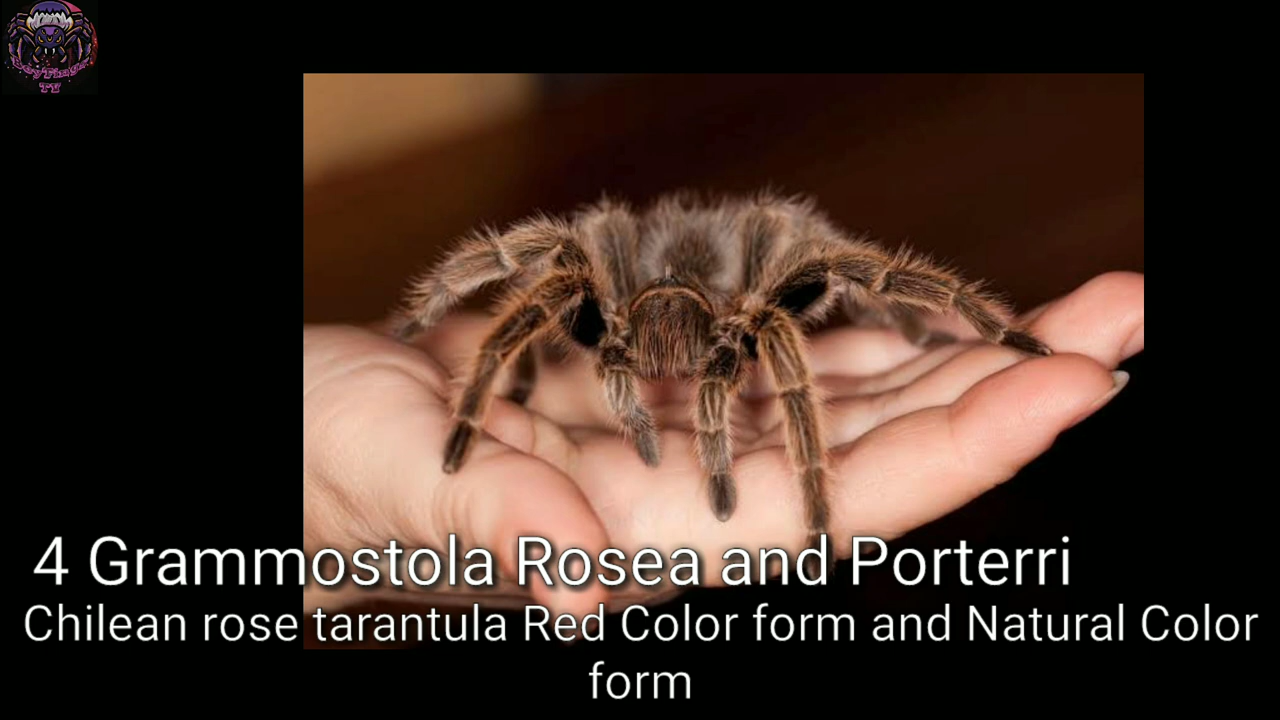 4 Grammostola Rosea and Porterri
Chilean rose tarantula Red Color form and Natural Color
form